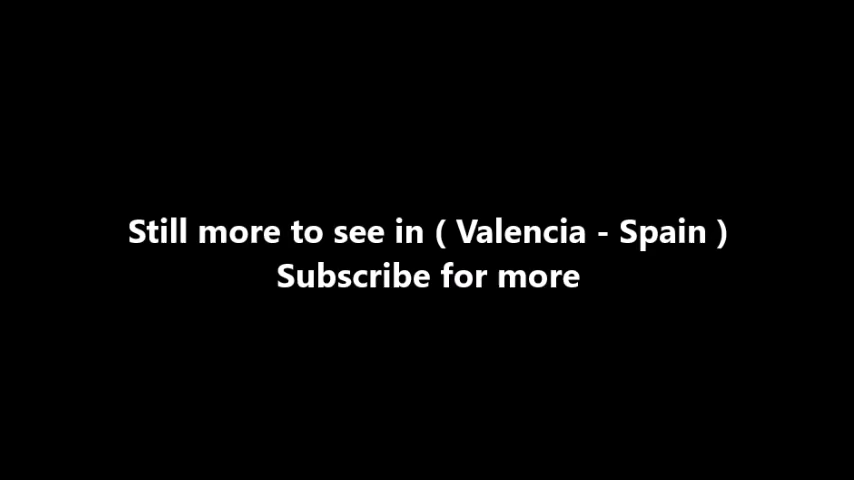 Still more to see in ( Valencia - Spain )
Subscribe for more